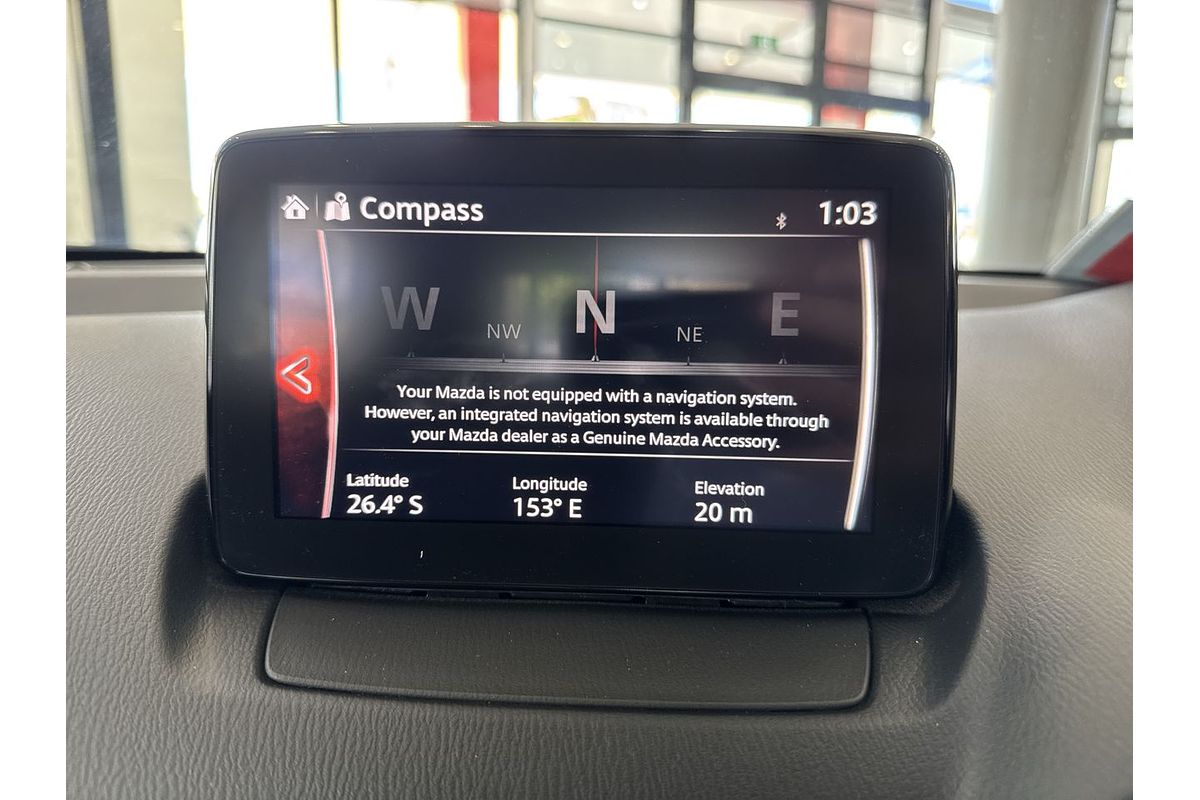 Compass
1:03
W NW N NE E
Your Mazda is not equipped with a navigation system.
However, an integrated navigation system is available through
your Mazda dealer as a Genuine Mazda Accessory.
Latitude Longitude Elevation
26.4° S 153° E 20 m